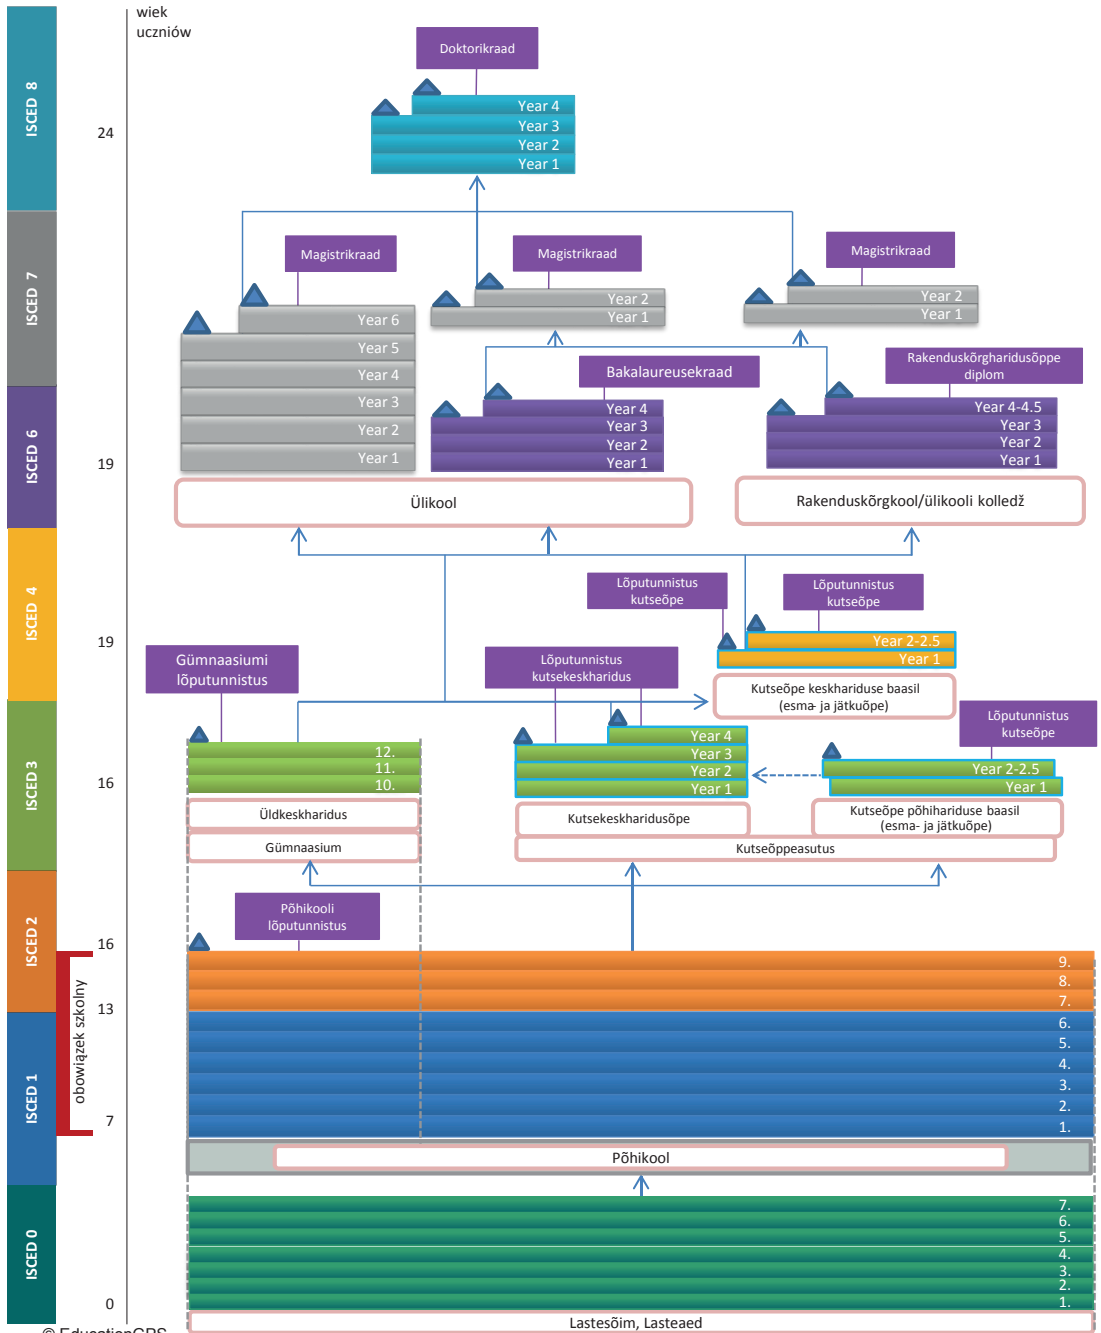 wiek
uczniów
ISCED 8
24
Doktorikraad
Year 4
Year 3
Year 2
Year 1
ISCED 7
Magistrikraad
Magistrikraad
Magistrikraad
Year 6
Year 5
Year 4
Year 3
Year 2
Year 1
Year 2
Year 1
Year 2
Year 1
ISCED 6
19
Bakalaureusekraad
Year 4
Year 3
Year 2
Year 1
Rakenduskõrgharidusõppe
diplom
Year 4-4.5
Year 3
Year 2
Year 1
Ülikool
Rakenduskõrgkool/ülikooli kolledž
ISCED 4
19
Lõputunnistus
kutseõpe
Lõputunnistus
kutseõpe
Year 2-2.5
Year 1
Kutseõpe keskhariduse baasil
(esma- ja jätkuõpe)
ISCED 3
16
Gümnaasiumi
lõputunnistus
12.
11.
10.
Üldkeskharidus
Gümnaasium
Lõputunnistus
kutsekeskharidus
Year 4
Year 3
Year 2
Year 1
Kutsekeskharidusõpe
Lõputunnistus
kutseõpe
Year 2-2.5
Year 1
Kutseõpe põhihariduse baasil
(esma- ja jätkuõpe)
Kutseõppeasutus
ISCED 2
16
13
Põhikooli
lõputunnistus
9.
8.
7.
obowiązek szkolny
ISCED 1
7
6.
5.
4.
3.
2.
1.
Põhikool
ISCED 0
0
7.
6.
5.
4.
3.
2.
1.
Lastesõim, Lasteaed
© EducationGPS